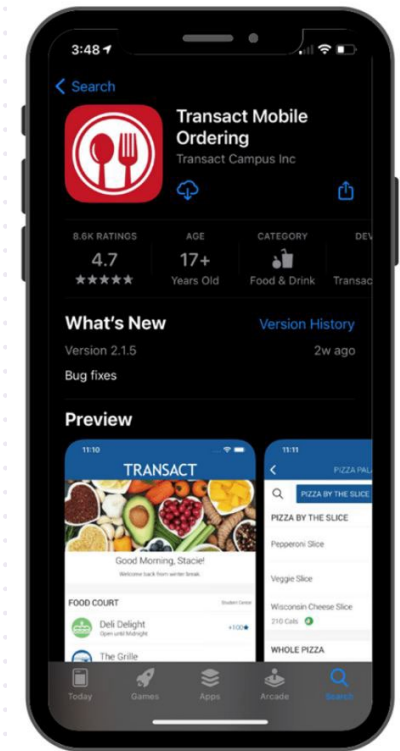 3:48
Search
Transact Mobile
Ordering
Transact Campus Inc
8.6K RATINGS
4.7
AGE
17+
Years Old
CATEGORY
Food & Drink
DEV
Transac
What's New
Version History
Version 2.1.5
2w ago
Bug fixes
Preview
11:10
TRANSACT
Good Morning, Stacie!
Welcome back from winter break.
FOOD COURT
Student Center
Deli Delight
Open until Midnight
+100
The Grille
11:11
PIZZA PAL
PIZZA BY THE SLICE
PIZZA BY THE SLICE
Pepperoni Slice
Veggie Slice
Wisconsin Cheese Slice
210 Cals
WHOLE PIZZA
Today
Games
Apps
Arcade
Search